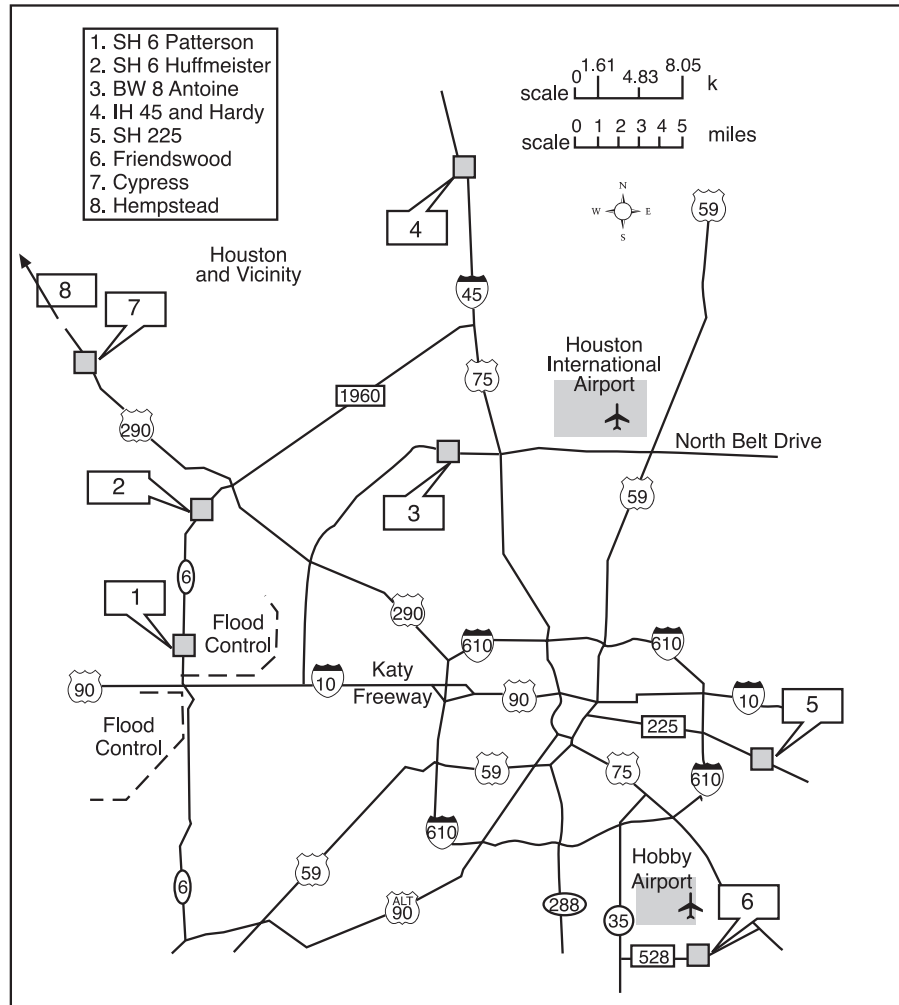 1. SH 6 Patterson
2. SH 6 Huffmeister
3. BW 8 Antoine
4. IH 45 and Hardy
5. SH 225
6. Friendswood
7. Cypress
8. Hempstead
scale 0 1.61 4.83 8.05 k
scale 0 1 2 3 4 5 miles
N
W E
S
59
4
Houston
and Vicinity
8
7
45
Houston
International
Airport
75
1960
290
North Belt Drive
2
3
59
6
1
Flood
Control
290
610
610
90
10
Katy
Freeway
90
10
5
Flood
Control
225
59
75
610
610
59
6
ALT
90
288
35
Hobby
Airport
6
528